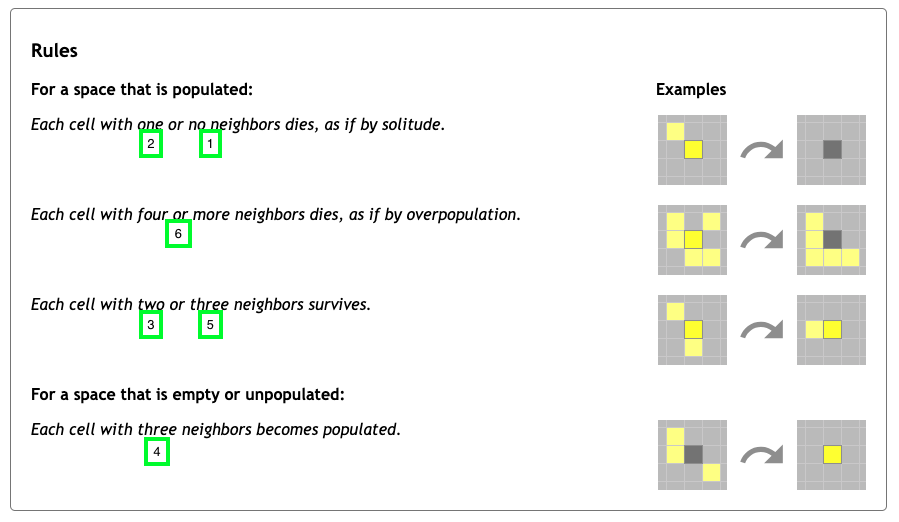 Rules
For a space that is populated:
Examples
Each cell with one or no neighbors dies, as if by solitude.
2 1
Each cell with four or more neighbors dies, as if by overpopulation.
6
Each cell with two or three neighbors survives.
3 5
For a space that is empty or unpopulated:
Each cell with three neighbors becomes populated.
4